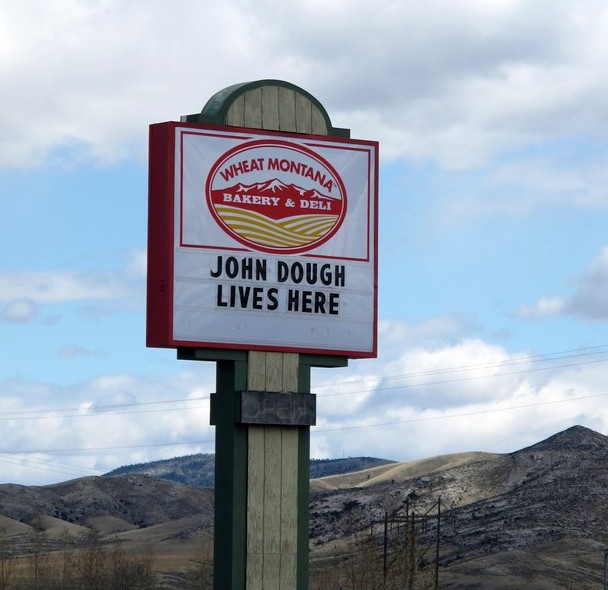 WHEAT MONTANA
BAKERY & DELI
JOHN DOUGH
LIVES HERE
OPEN